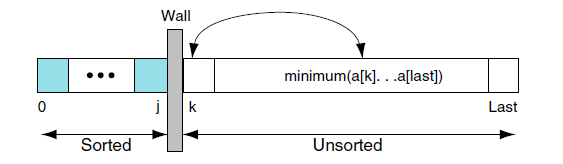 Wall
••• minimum(a[k]. . .a[last])
0 j k Last
Sorted Unsorted